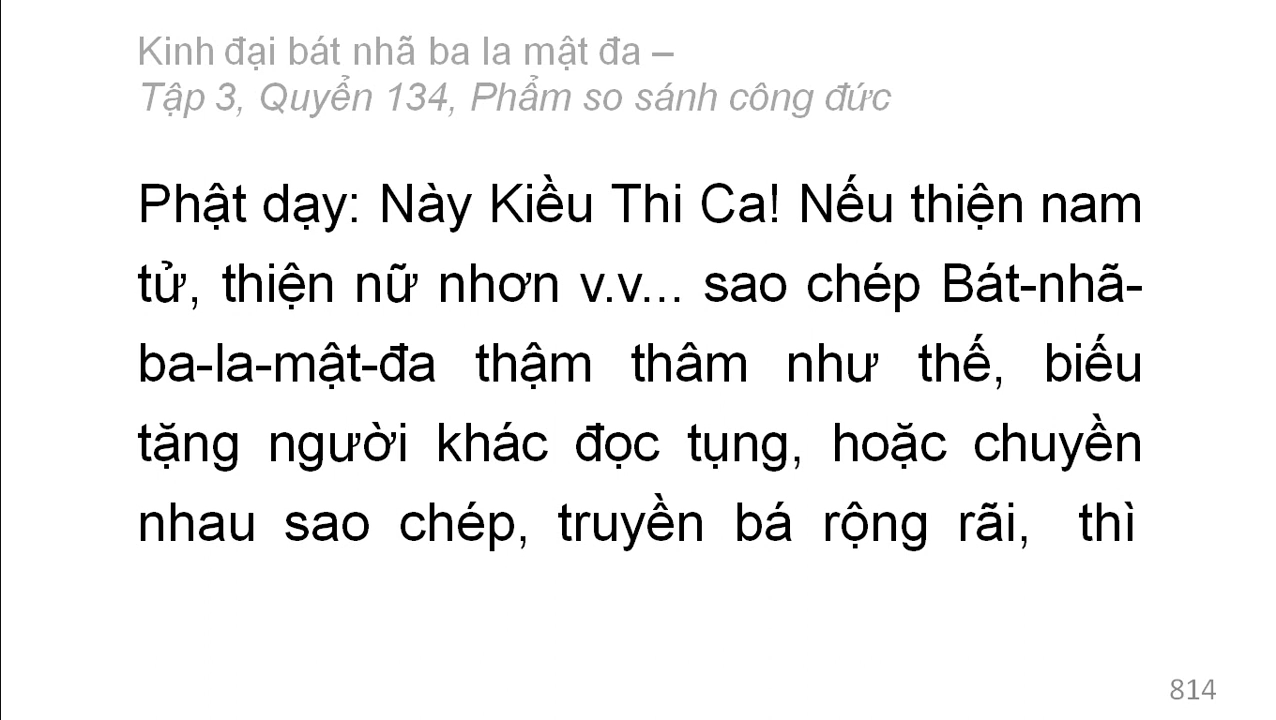 Kinh đại bát nhã ba la mật đa –
Tập 3, Quyển 134, Phẩm so sánh công đức
Phật dạy: Này Kiều Thi Ca! Nếu thiện nam
tử, thiện nữ nhơn v.v... sao chép Bát-nhã-
ba-la-mật-đa thậm thâm như thế, biếu
tặng người khác đọc tụng, hoặc chuyền
nhau sao chép, truyền bá rộng rãi, thì
814